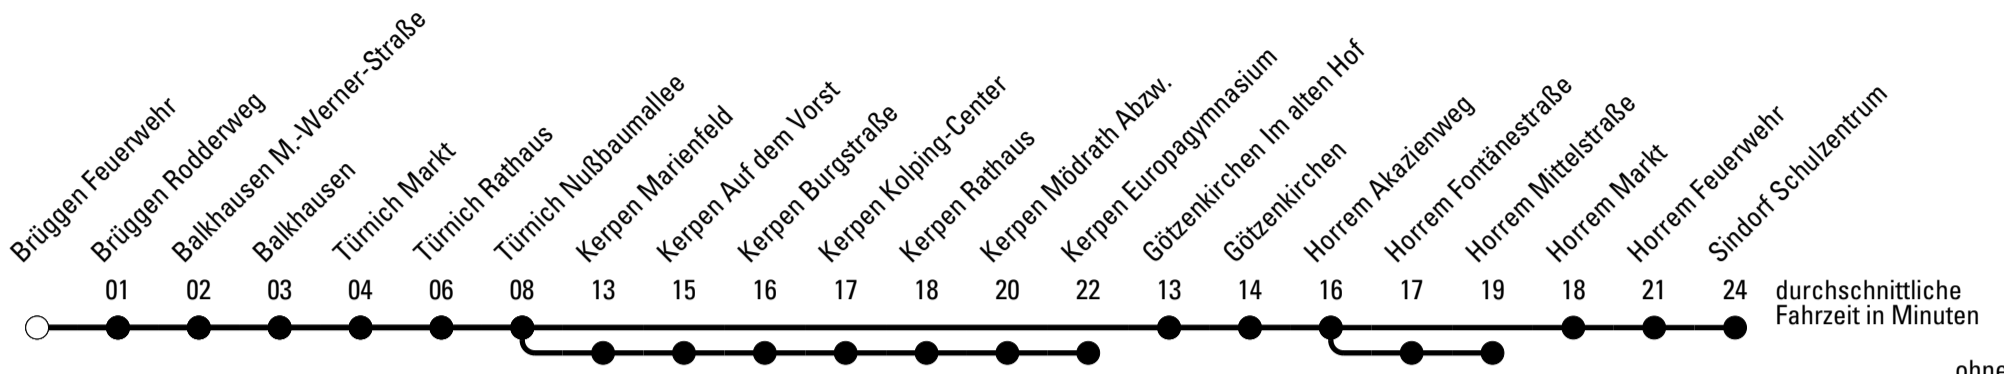 Brüggen Feuerwehr
Brüggen Rodderweg
Balkhausen M.-Werner-Straße
Balkhausen
Türnich Markt
Türnich Rathaus
Türnich Nußbaumallee
Kerpen Marienfeld
Kerpen Auf dem Vorst
Kerpen Burgstraße
Kerpen Kolping-Center
Kerpen Rathaus
Kerpen Mödrath Abzw.
Kerpen Europagymnasium
Götzenkirchen Im alten Hof
Götzenkirchen
Horrem Akazienweg
Horrem Fontänestraße
Horrem Mittelstraße
Horrem Markt
Horrem Feuerwehr
Sindorf Schulzentrum
01 02 03 04 06 08 13 15 16 17 18 20 22 13 14 16 17 19 18 21 24 durchschnittliche
Fahrzeit in Minuten
ohne